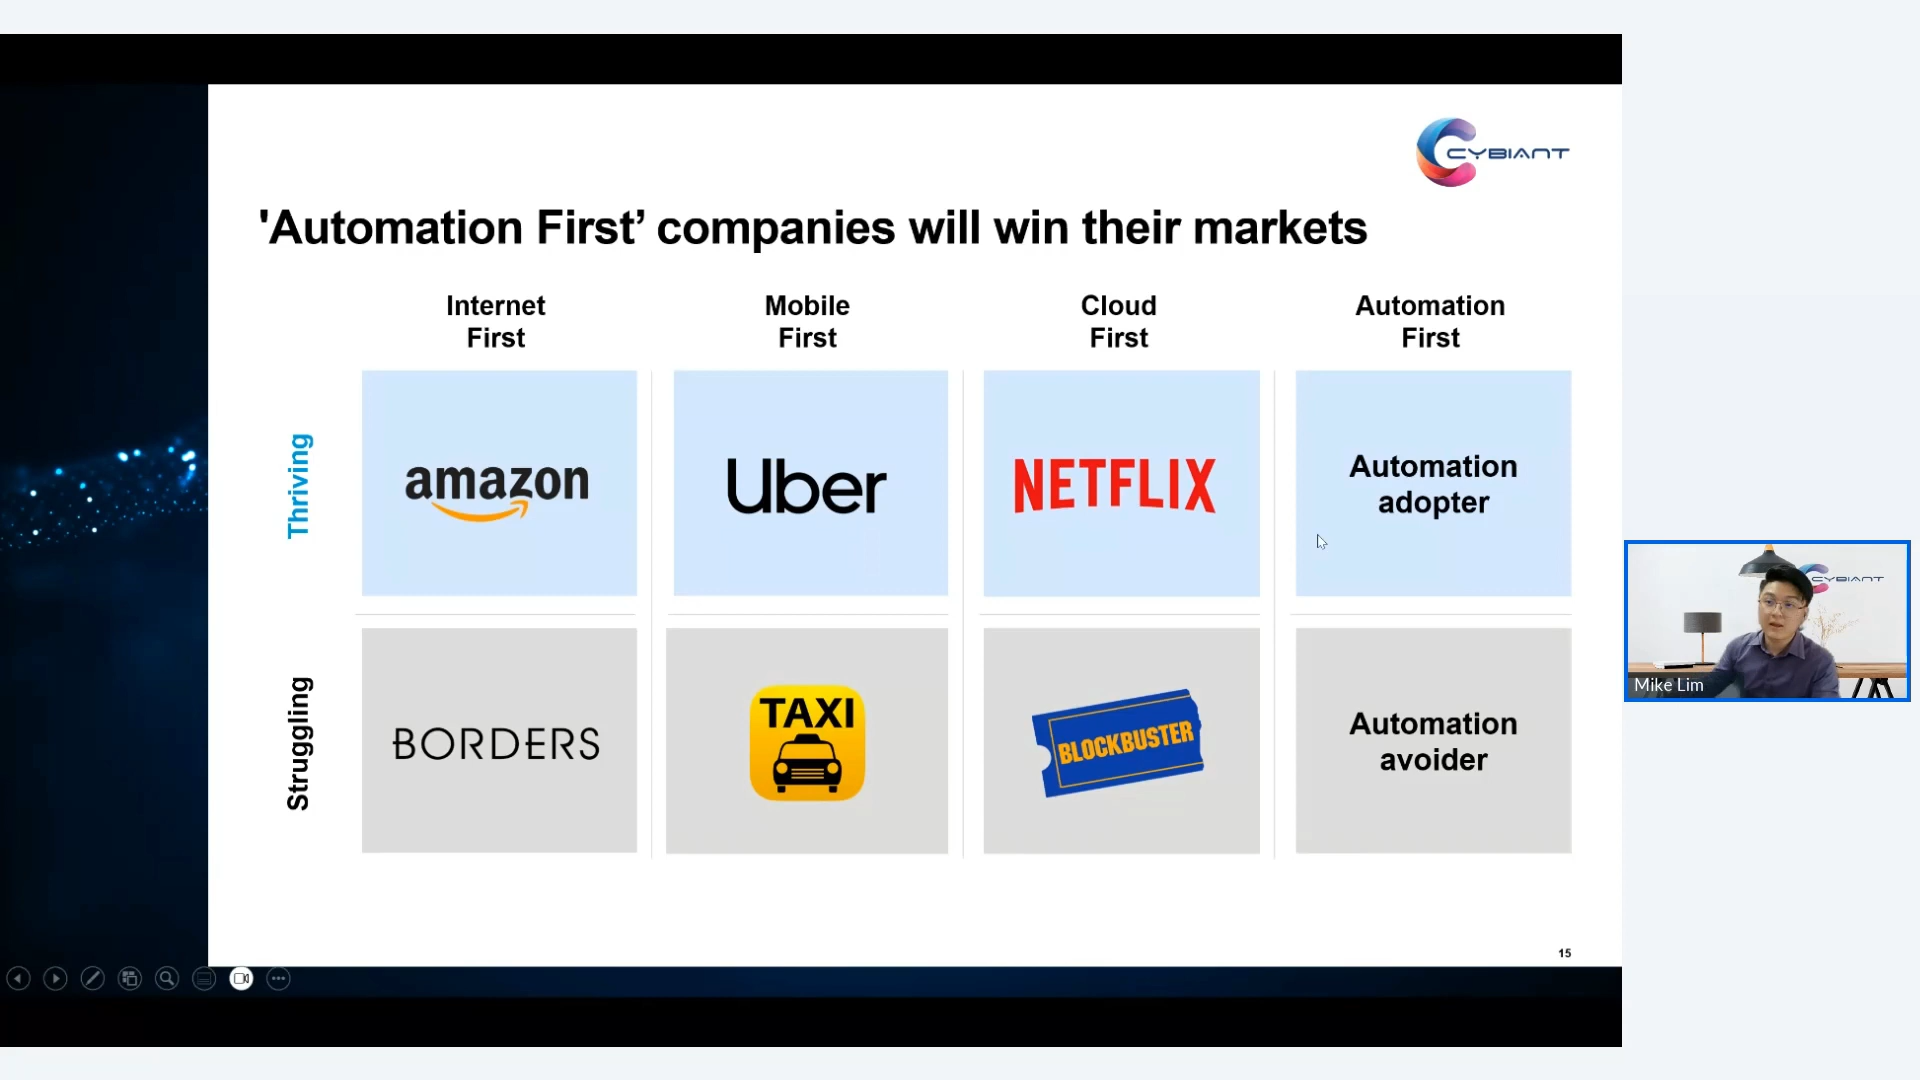 CYBIANT
'Automation First’ companies will win their markets
Internet
First
Mobile
First
Cloud
First
Automation
First
Thriving
amazon
Uber
NETFLIX
Automation
adopter
Struggling
BORDERS
TAXI
BLOCKBUSTER
Automation
avoider
15
CYBIANT
Mike Lim